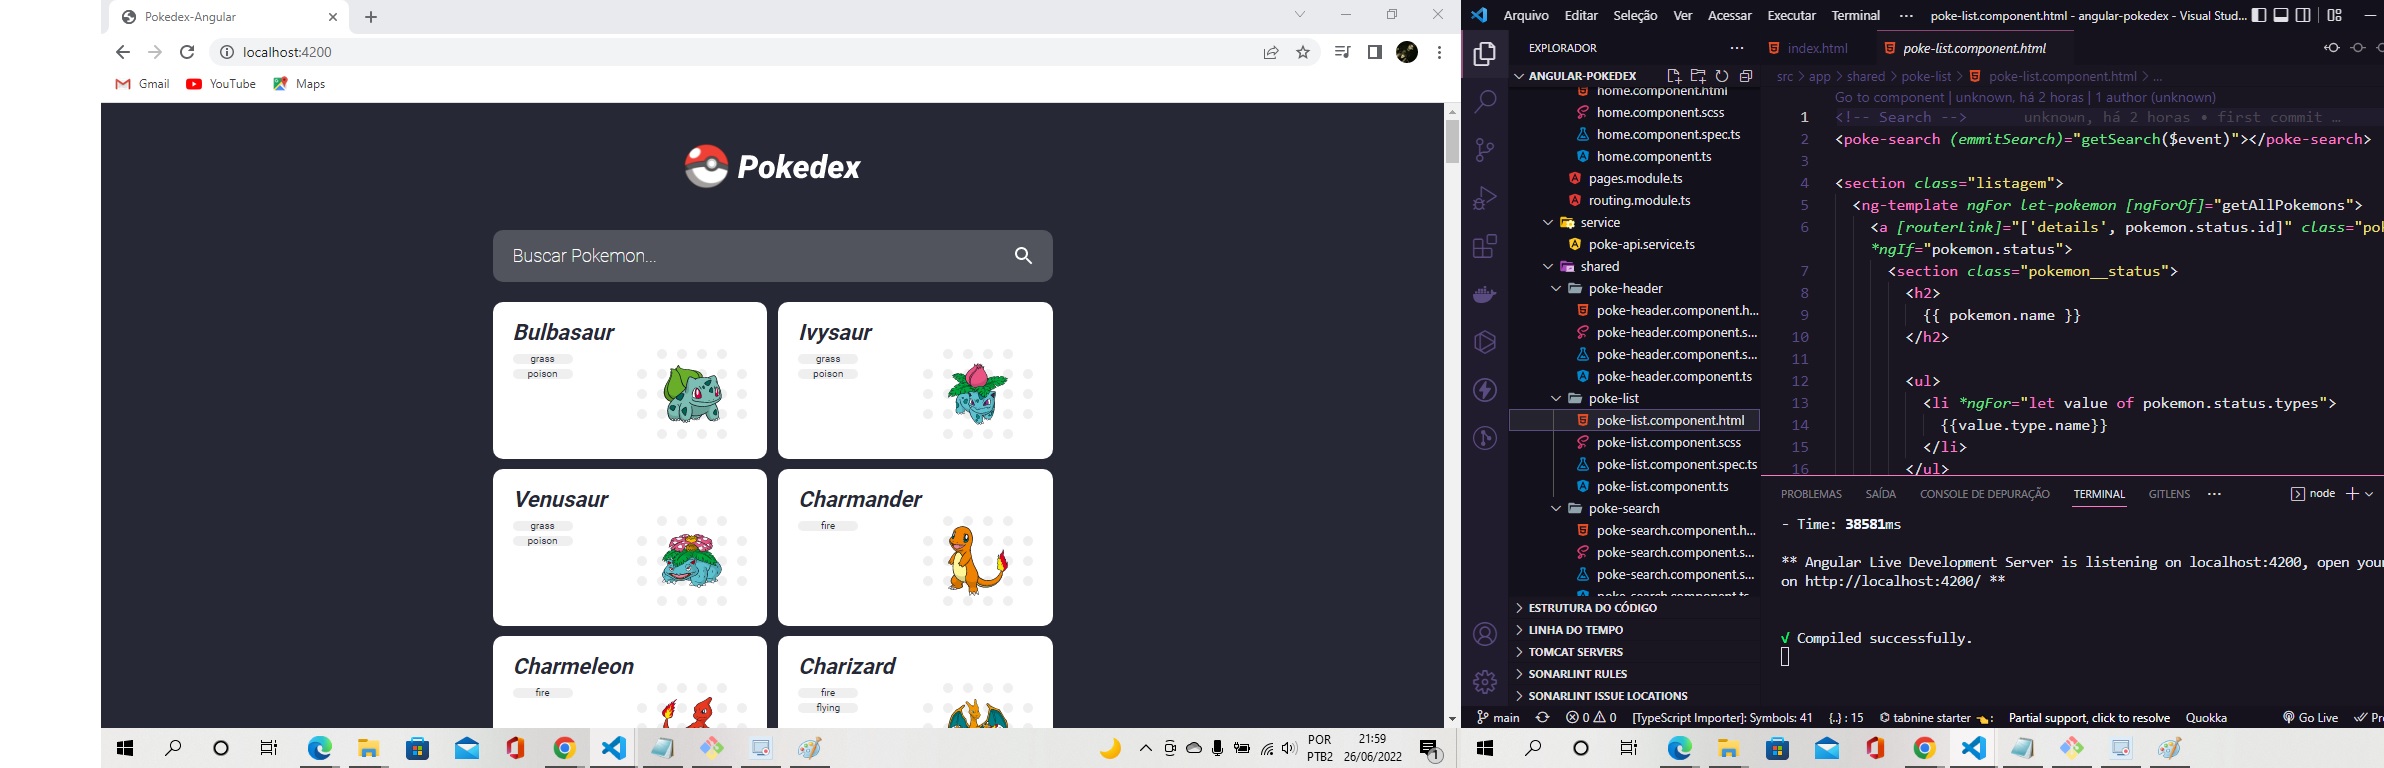 Pokedex-Angular
localhost:4200
Gmail YouTube Maps
Pokedex
Buscar Pokemon...
Bulbasaur
grass
poison
Ivysaur
grass
poison
Venusaur
grass
poison
Charmander
fire
Charmeleon
fire
Charizard
fire
flying
POR
PTB2
21:59
26/06/2022
1
Arquivo Editar Seleção Ver Acessar Executar Terminal ··· poke-list.component.html - angular-pokedex - Visual Stud...
EXPLORADOR ···
ANGULAR-POKEDEX
home.component.html
home.component.scss
home.component.spec.ts
home.component.ts
pages.module.ts
routing.module.ts
service
poke-api.service.ts
shared
poke-header
poke-header.component.h...
poke-header.component.s...
poke-header.component.s...
poke-header.component.ts
poke-list
poke-list.component.html
poke-list.component.scss
poke-list.component.spec.ts
poke-list.component.ts
poke-search
poke-search.component.h...
poke-search.component.s...
poke-search.component.s...
poke-search.component.ts
ESTRUTURA DO CÓDIGO
LINHA DO TEMPO
TOMCAT SERVERS
SONARLINT RULES
SONARLINT ISSUE LOCATIONS
index.html poke-list.component.html
src > app > shared > poke-list > poke-list.component.html > ...
Go to component | unknown, há 2 horas | 1 author (unknown)
1 <!-- Search --> unknown, há 2 horas • first commit …
2 <poke-search (emmitSearch)="getSearch($event)"></poke-search>
3
4 <section class="listagem">
5 <ng-template ngFor let-pokemon [ngForOf]="getAllPokemons">
6 <a [routerLink]="['details', pokemon.status.id]" class="pok
*ngIf="pokemon.status">
7 <section class="pokemon__status">
8 <h2>
9 {{ pokemon.name }}
10 </h2>
11
12 <ul>
13 <li *ngFor="let value of pokemon.status.types">
14 {{value.type.name}}
15 </li>
16 </ul>
PROBLEMAS SAÍDA CONSOLE DE DEPURAÇÃO TERMINAL GITLENS ··· node
- Time: 38581ms
** Angular Live Development Server is listening on localhost:4200, open your
on http://localhost:4200/ **
√ Compiled successfully.
main 0 0 [TypeScript Importer]: Symbols: 41 {..} : 15 tabnine starter : Partial support, click to resolve Quokka Go Live Pre